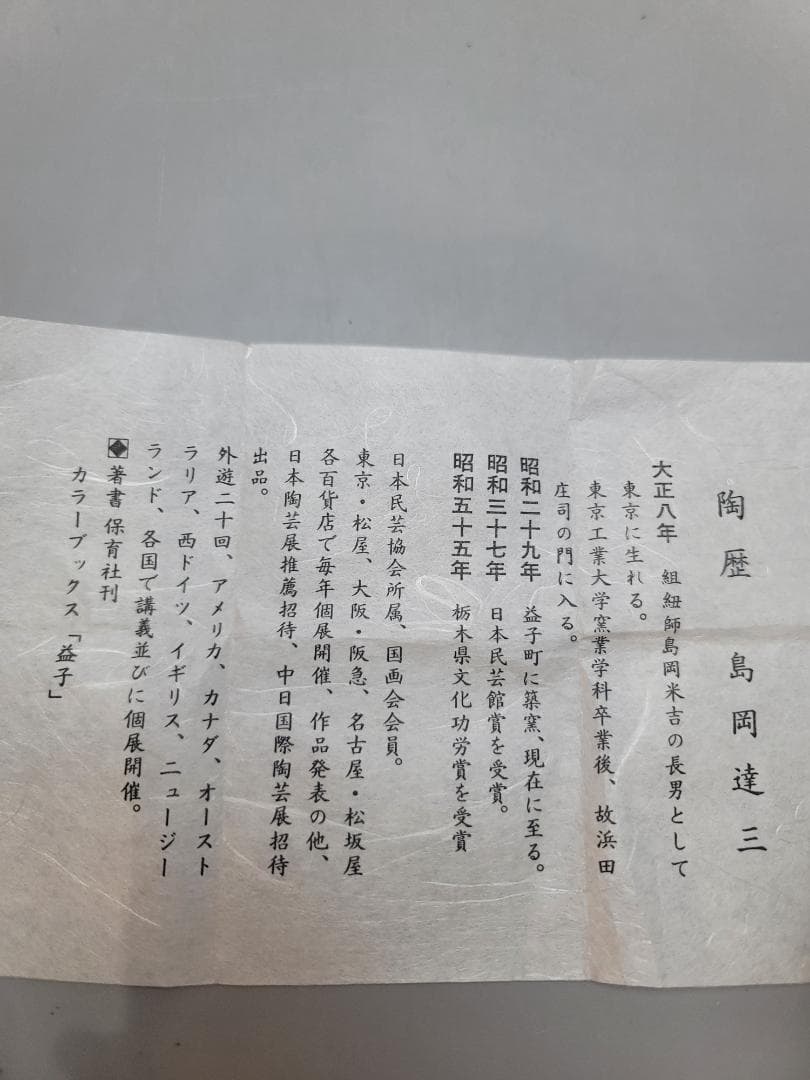 陶歴 島岡達三
大正八年 組紐師島岡米吉の長男として
東京に生れる。
東京工業大学窯業学科卒業後、故浜田
庄司の門に入る。
昭和二十九年 益子町に築窯、現在に至る。
昭和三十七年 日本民芸館賞を受賞。
昭和五十五年 栃木県文化功労賞を受賞
日本民芸協会所属、国画会会員。
東京・松屋、大阪・阪急、名古屋・松坂屋
各百貨店で毎年個展開催、作品発表の他、
日本陶芸展推薦招待、中日国際陶芸展招待
出品。
外遊二十回、アメリカ、カナダ、オースト
ラリア、西ドイツ、イギリス、ニュージー
ランド、各国で講義並びに個展開催。
◆著書 保育社刊
カラーブックス「益子」